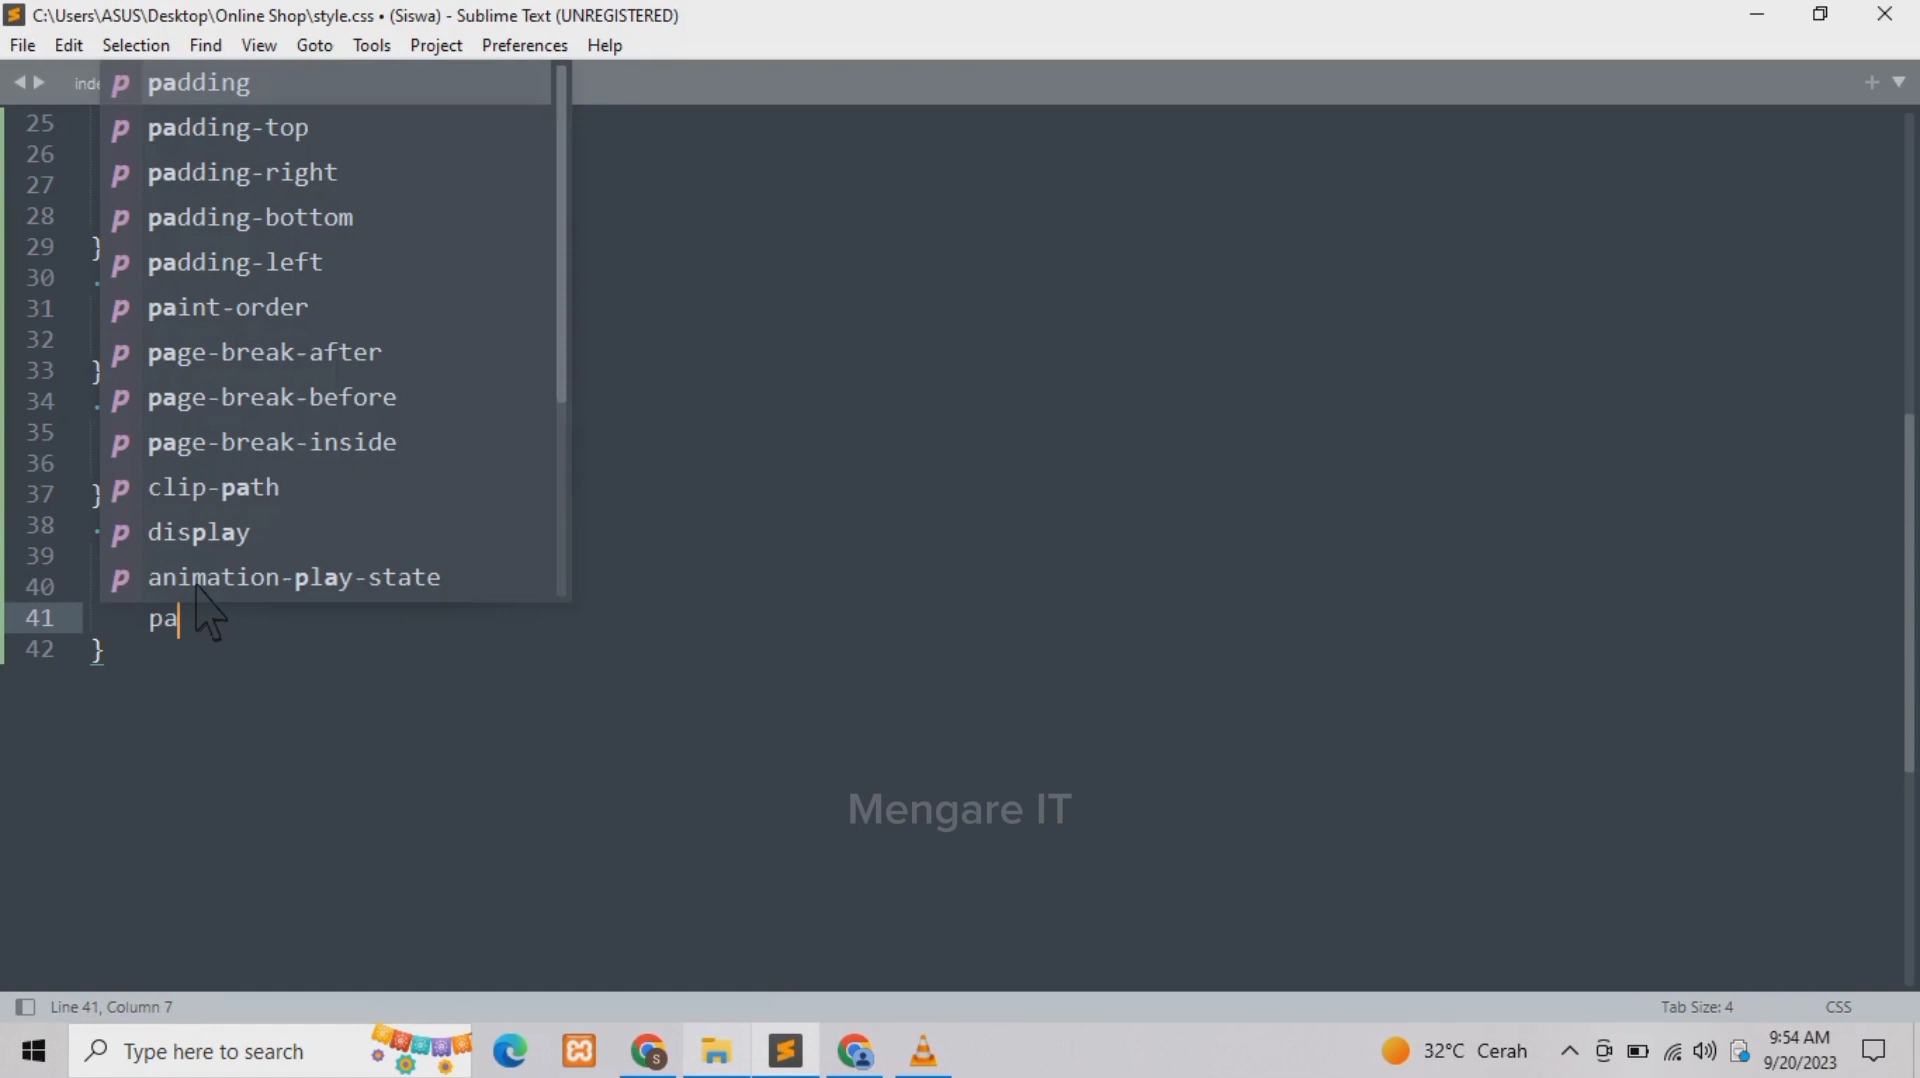 C:\Users\ASUS\Desktop\Online Shop\style.css • (Siswa) - Sublime Text (UNREGISTERED)
File Edit Selection Find View Goto Tools Project Preferences Help
inde
p padding
p padding-top
p padding-right
p padding-bottom
p padding-left
p paint-order
p page-break-after
p page-break-before
p page-break-inside
p clip-path
p display
p animation-play-state
25
26
27
28
29 }
30 .
31
32
33 }
34 .
35
36
37 }
38 .
39
40
41 pa
42 }
Mengare IT
Line 41, Column 7
Tab Size: 4
CSS
Type here to search
S
32°C Cerah
9:54 AM
9/20/2023